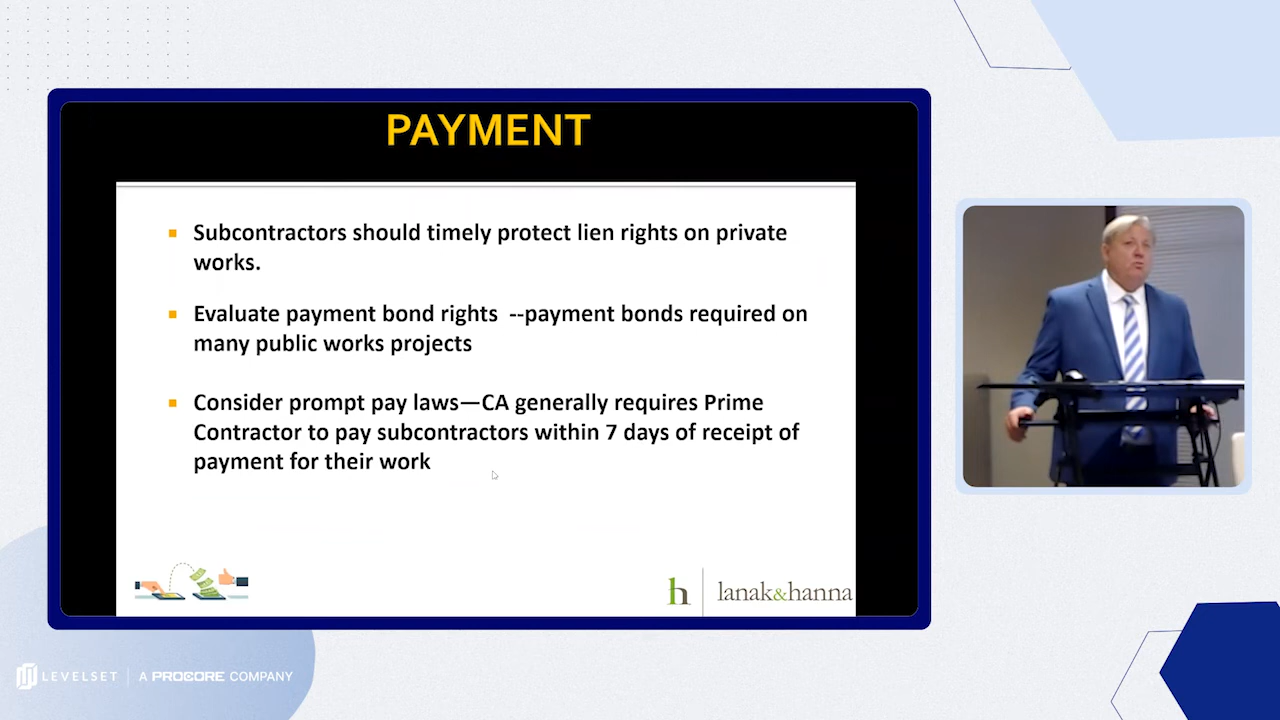 PAYMENT
Subcontractors should timely protect lien rights on private
works.
Evaluate payment bond rights --payment bonds required on
many public works projects
Consider prompt pay laws—CA generally requires Prime
Contractor to pay subcontractors within 7 days of receipt of
payment for their work
h
lanak&hanna
LEVELSET
A PROCORE COMPANY